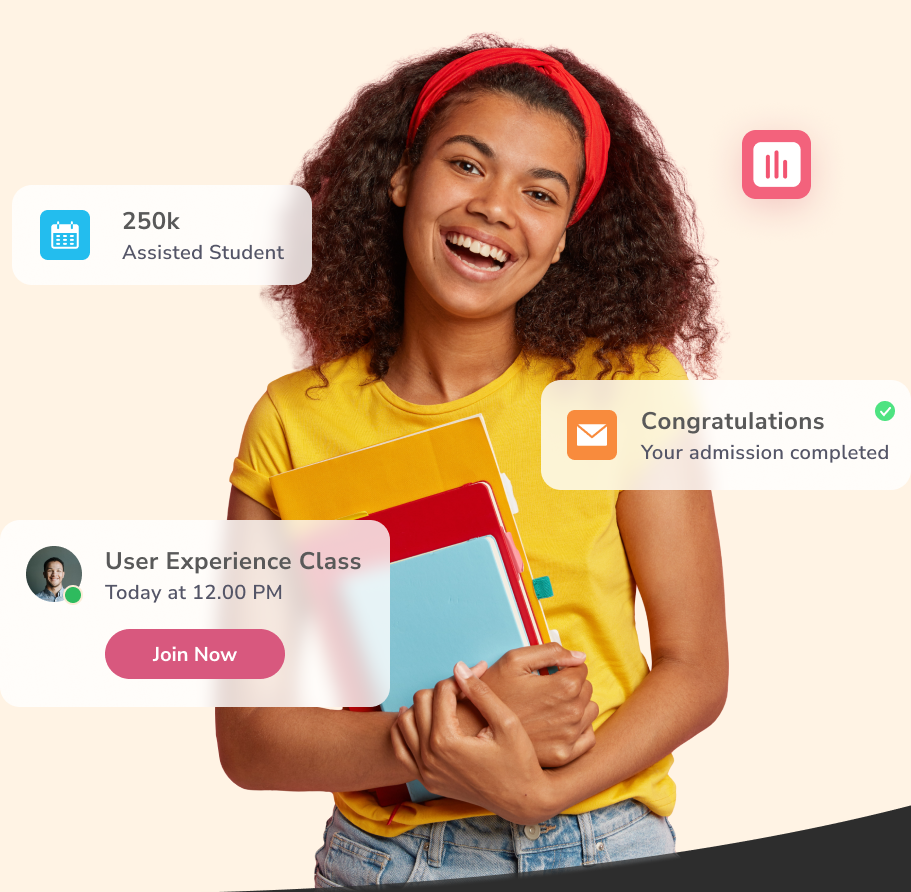 250k
Assisted Student
Congratulations
Your admission completed
User Experience Class
Today at 12.00 PM
Join Now